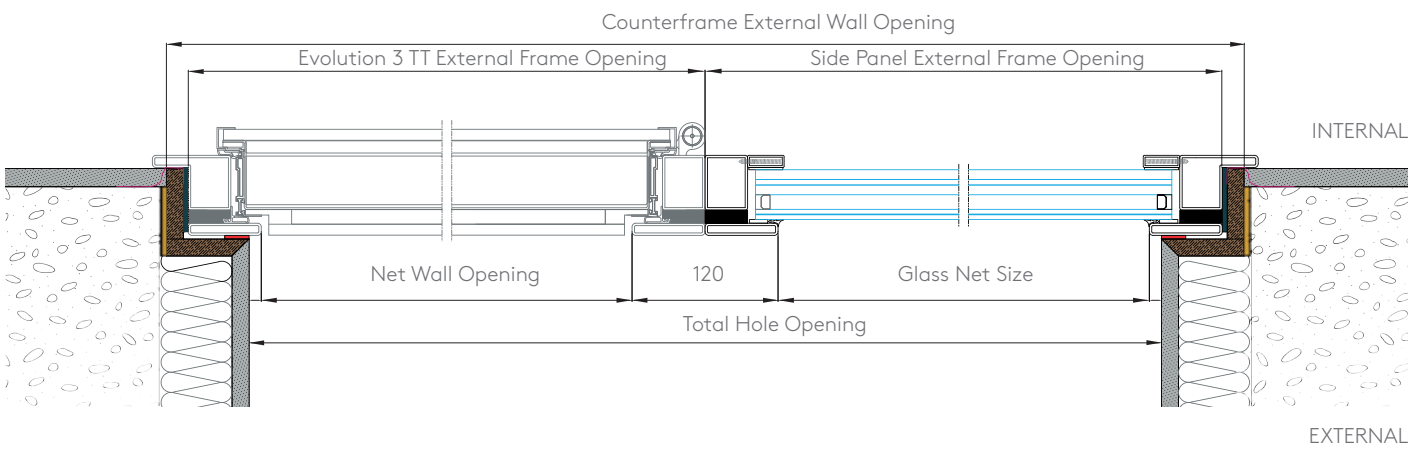 Counterframe External Wall Opening
Evolution 3 TT External Frame Opening
Side Panel External Frame Opening
INTERNAL
Net Wall Opening
120
Glass Net Size
Total Hole Opening
EXTERNAL